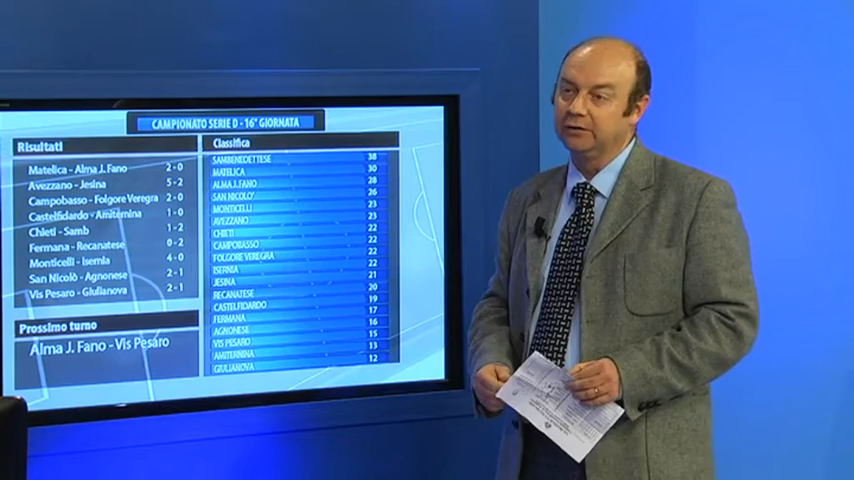 CAMPIONATO SERIE D - 16° GIORNATA
Risultati
Matelica - Alma J. Fano 2 - 0
Avezzano - Jesina 5 - 2
Campobasso - Folgore Veregra 2 - 0
Castelfidardo - Amiternina 1 - 0
Chieti - Samb 1 - 2
Fermana - Recanatese 0 - 2
Monticelli - Isernia 4 - 0
San Nicolò - Agnonese 2 - 1
Vis Pesaro - Giulianova 2 - 1
Prossimo turno
Alma J. Fano - Vis Pesaro
Classifica
SAMBENEDETTESE 38
MATELICA 30
ALMA J. FANO 28
SAN NICOLO' 26
MONTICELLI 23
AVEZZANO 23
CHIETI 22
CAMPOBASSO 22
FOLGORE VEREGRA 22
ISERNIA 22
JESINA 21
RECANATESE 20
CASTELFIDARDO 19
FERMANA 17
AGNONESE 16
VIS PESARO 15
AMITERNINA 13
GIULIANOVA 12